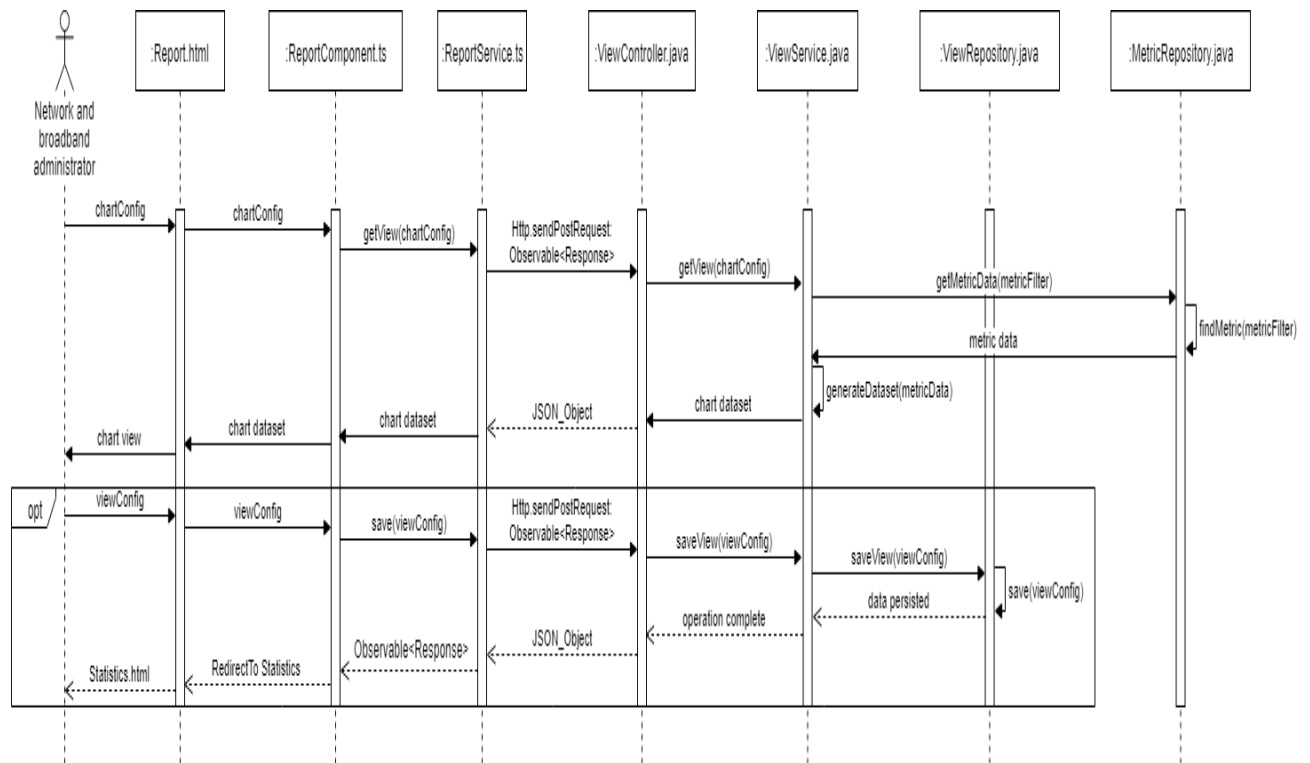 :Report.html
:ReportComponent.ts
:ReportService.ts
:ViewController.java
:ViewService.java
:ViewRepository.java
:MetricRepository.java
Network and
broadband
administrator
chartConfig
chartConfig
getView(chartConfig)
Http.sendPostRequest:
Observable<Response>
getView(chartConfig)
getMetricData(metricFilter)
findMetric(metricFilter)
metric data
generateDataset(metricData)
chart dataset
JSON_Object
chart dataset
chart dataset
chart view
opt
viewConfig
viewConfig
save(viewConfig)
Http.sendPostRequest:
Observable<Response>
saveView(viewConfig)
saveView(viewConfig)
save(viewConfig)
data persisted
operation complete
JSON_Object
Observable<Response>
RedirectTo Statistics
Statistics.html